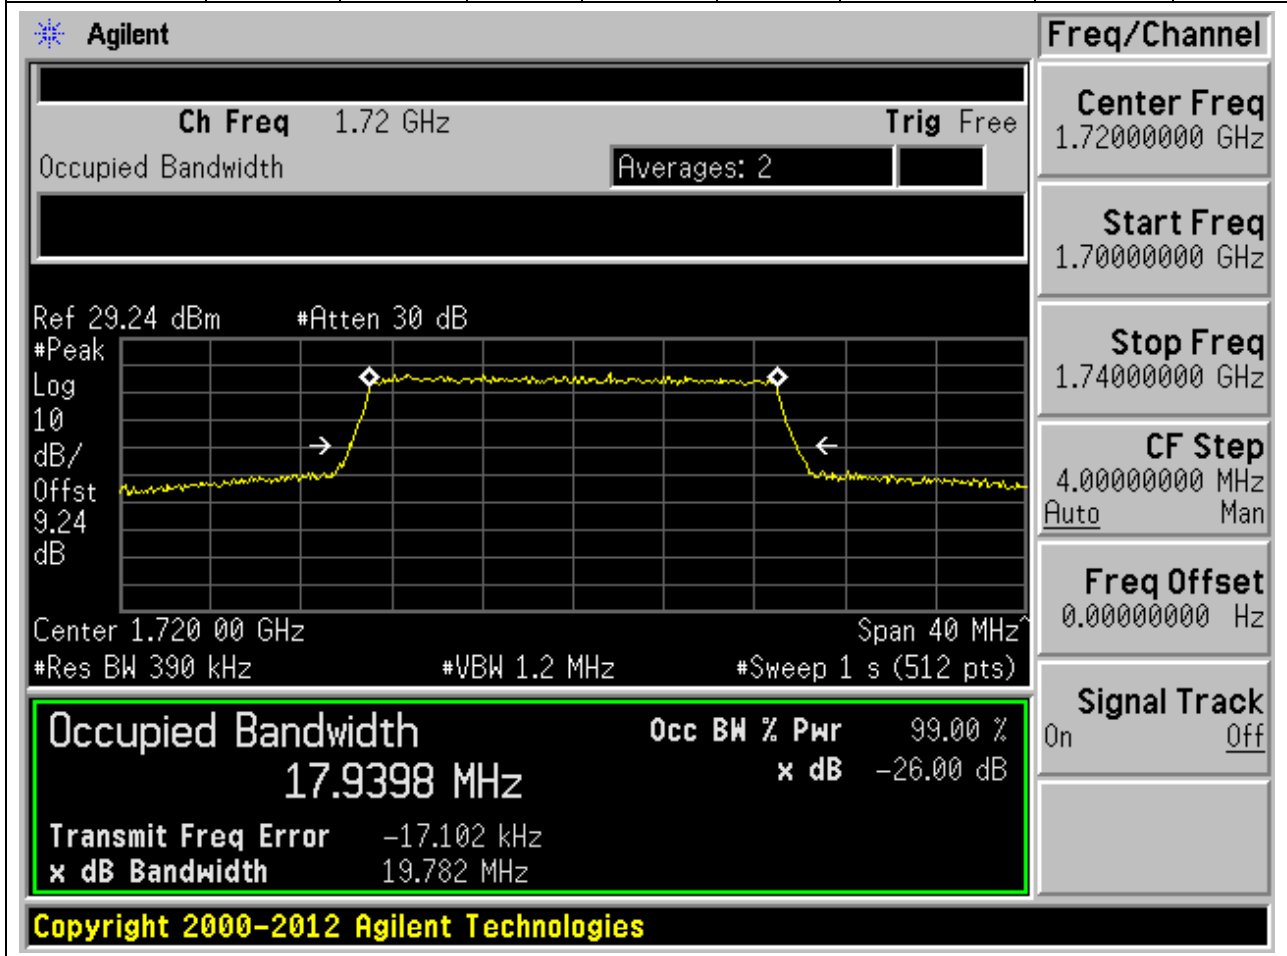 Agilent
Freq/Channel
Ch Freq 1.72 GHz Trig Free
Occupied Bandwidth Averages: 2
Center Freq
1.72000000 GHz
Start Freq
1.70000000 GHz
Stop Freq
1.74000000 GHz
CF Step
4.00000000 MHz
Auto Man
Freq Offset
0.00000000 Hz
Signal Track
On Off
Ref 29.24 dBm #Atten 30 dB
#Peak
Log
10
dB/
Offst
9.24
dB
Center 1.720 00 GHz Span 40 MHz^
#Res BW 390 kHz #VBW 1.2 MHz #Sweep 1 s (512 pts)
Occupied Bandwidth
17.9398 MHz
Occ BW % Pwr 99.00 %
x dB -26.00 dB
Transmit Freq Error -17.102 kHz
x dB Bandwidth 19.782 MHz
Copyright 2000-2012 Agilent Technologies